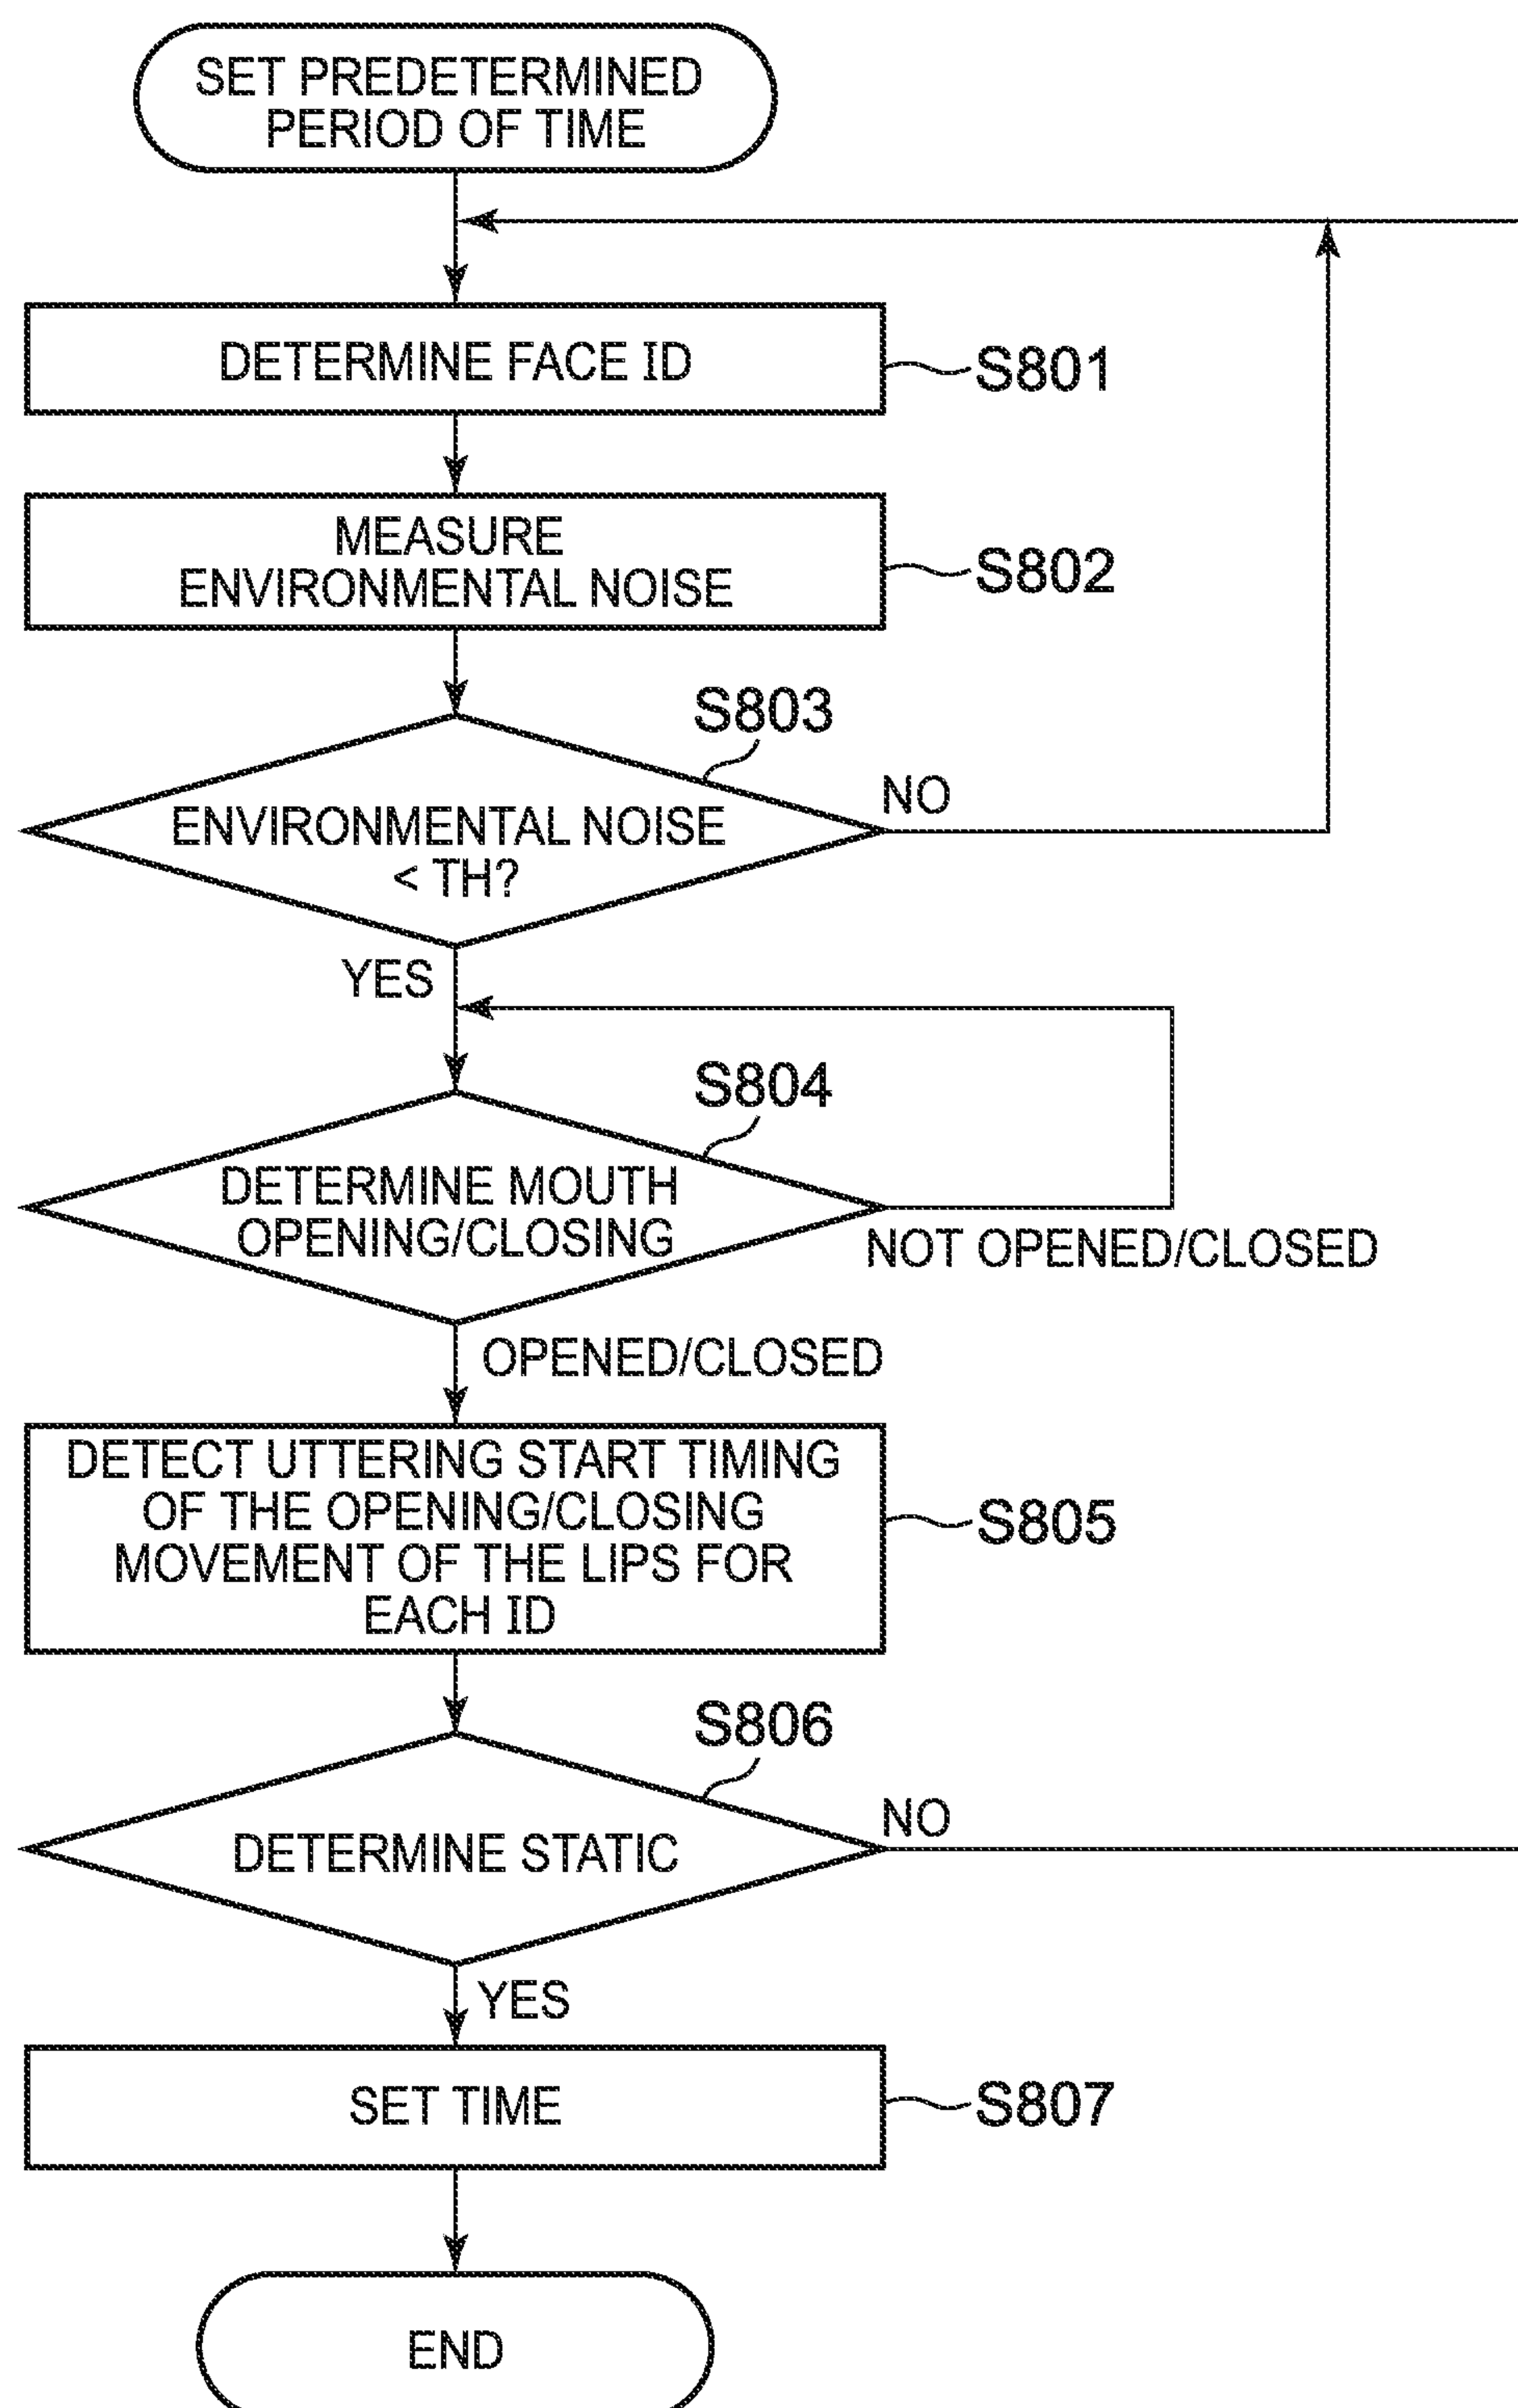 SET PREDETERMINED
PERIOD OF TIME
DETERMINE FACE ID
S801
MEASURE
ENVIRONMENTAL NOISE
S802
S803
ENVIRONMENTAL NOISE
< TH?
NO
YES
S804
DETERMINE MOUTH
OPENING/CLOSING
NOT OPENED/CLOSED
OPENED/CLOSED
DETECT UTTERING START TIMING
OF THE OPENING/CLOSING
MOVEMENT OF THE LIPS FOR
EACH ID
S805
S806
DETERMINE STATIC
NO
YES
SET TIME
S807
END